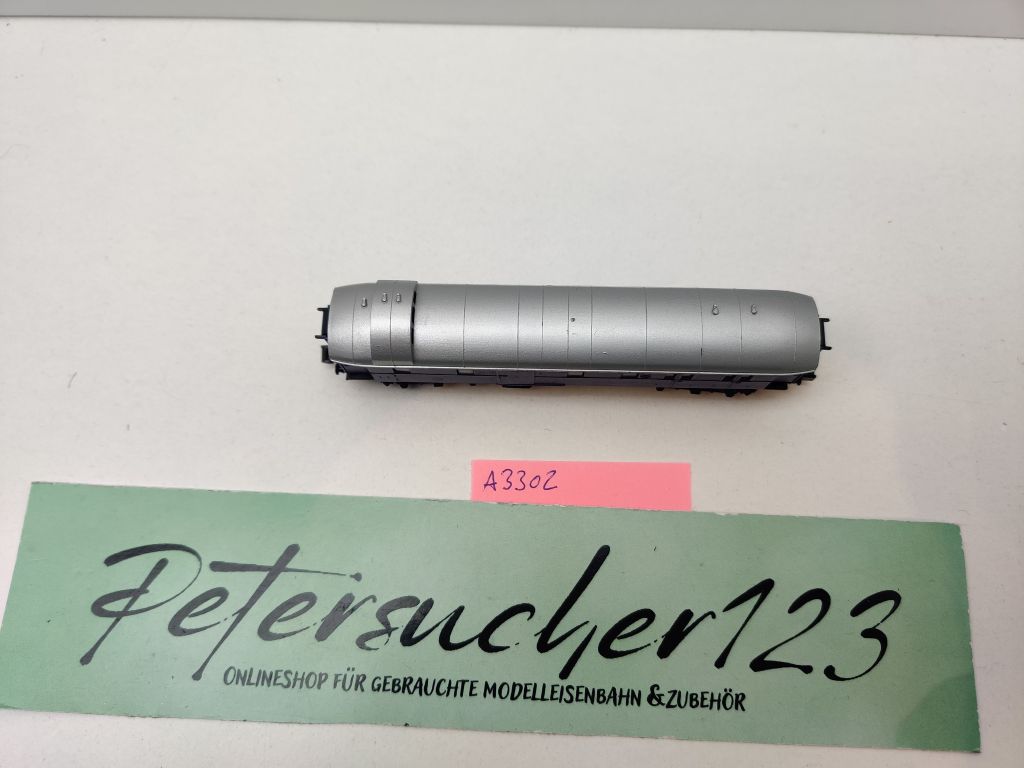 A3302
Petersucher123
ONLINESHOP FÜR GEBRAUCHTE MODELLEISENBAHN & ZUBEHÖR